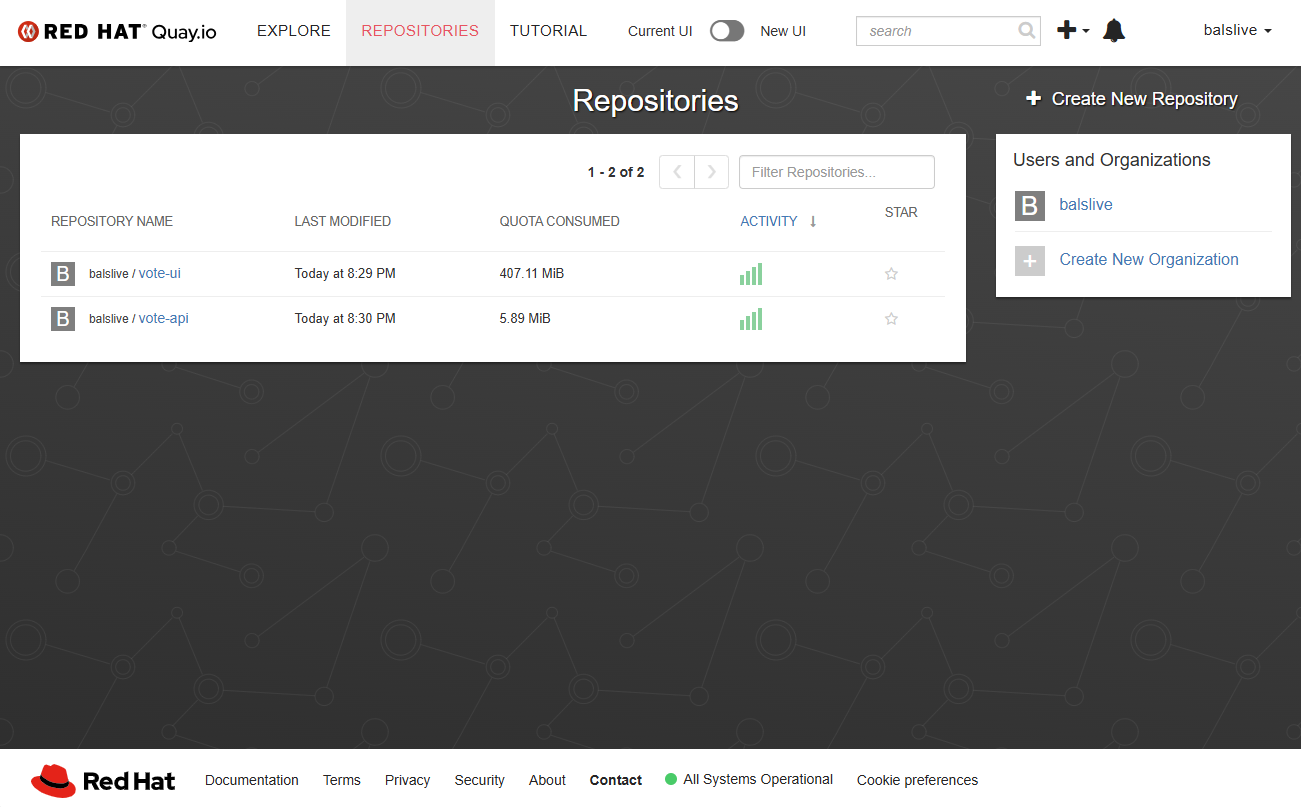 RED HAT® Quay.io EXPLORE REPOSITORIES TUTORIAL Current UI New UI search balslive
Repositories
Create New Repository
1 - 2 of 2 Filter Repositories...
REPOSITORY NAME LAST MODIFIED QUOTA CONSUMED ACTIVITY STAR
B balslive / vote-ui Today at 8:29 PM 407.11 MiB
B balslive / vote-api Today at 8:30 PM 5.89 MiB
Users and Organizations
B balslive
Create New Organization
Red Hat Documentation Terms Privacy Security About Contact All Systems Operational Cookie preferences